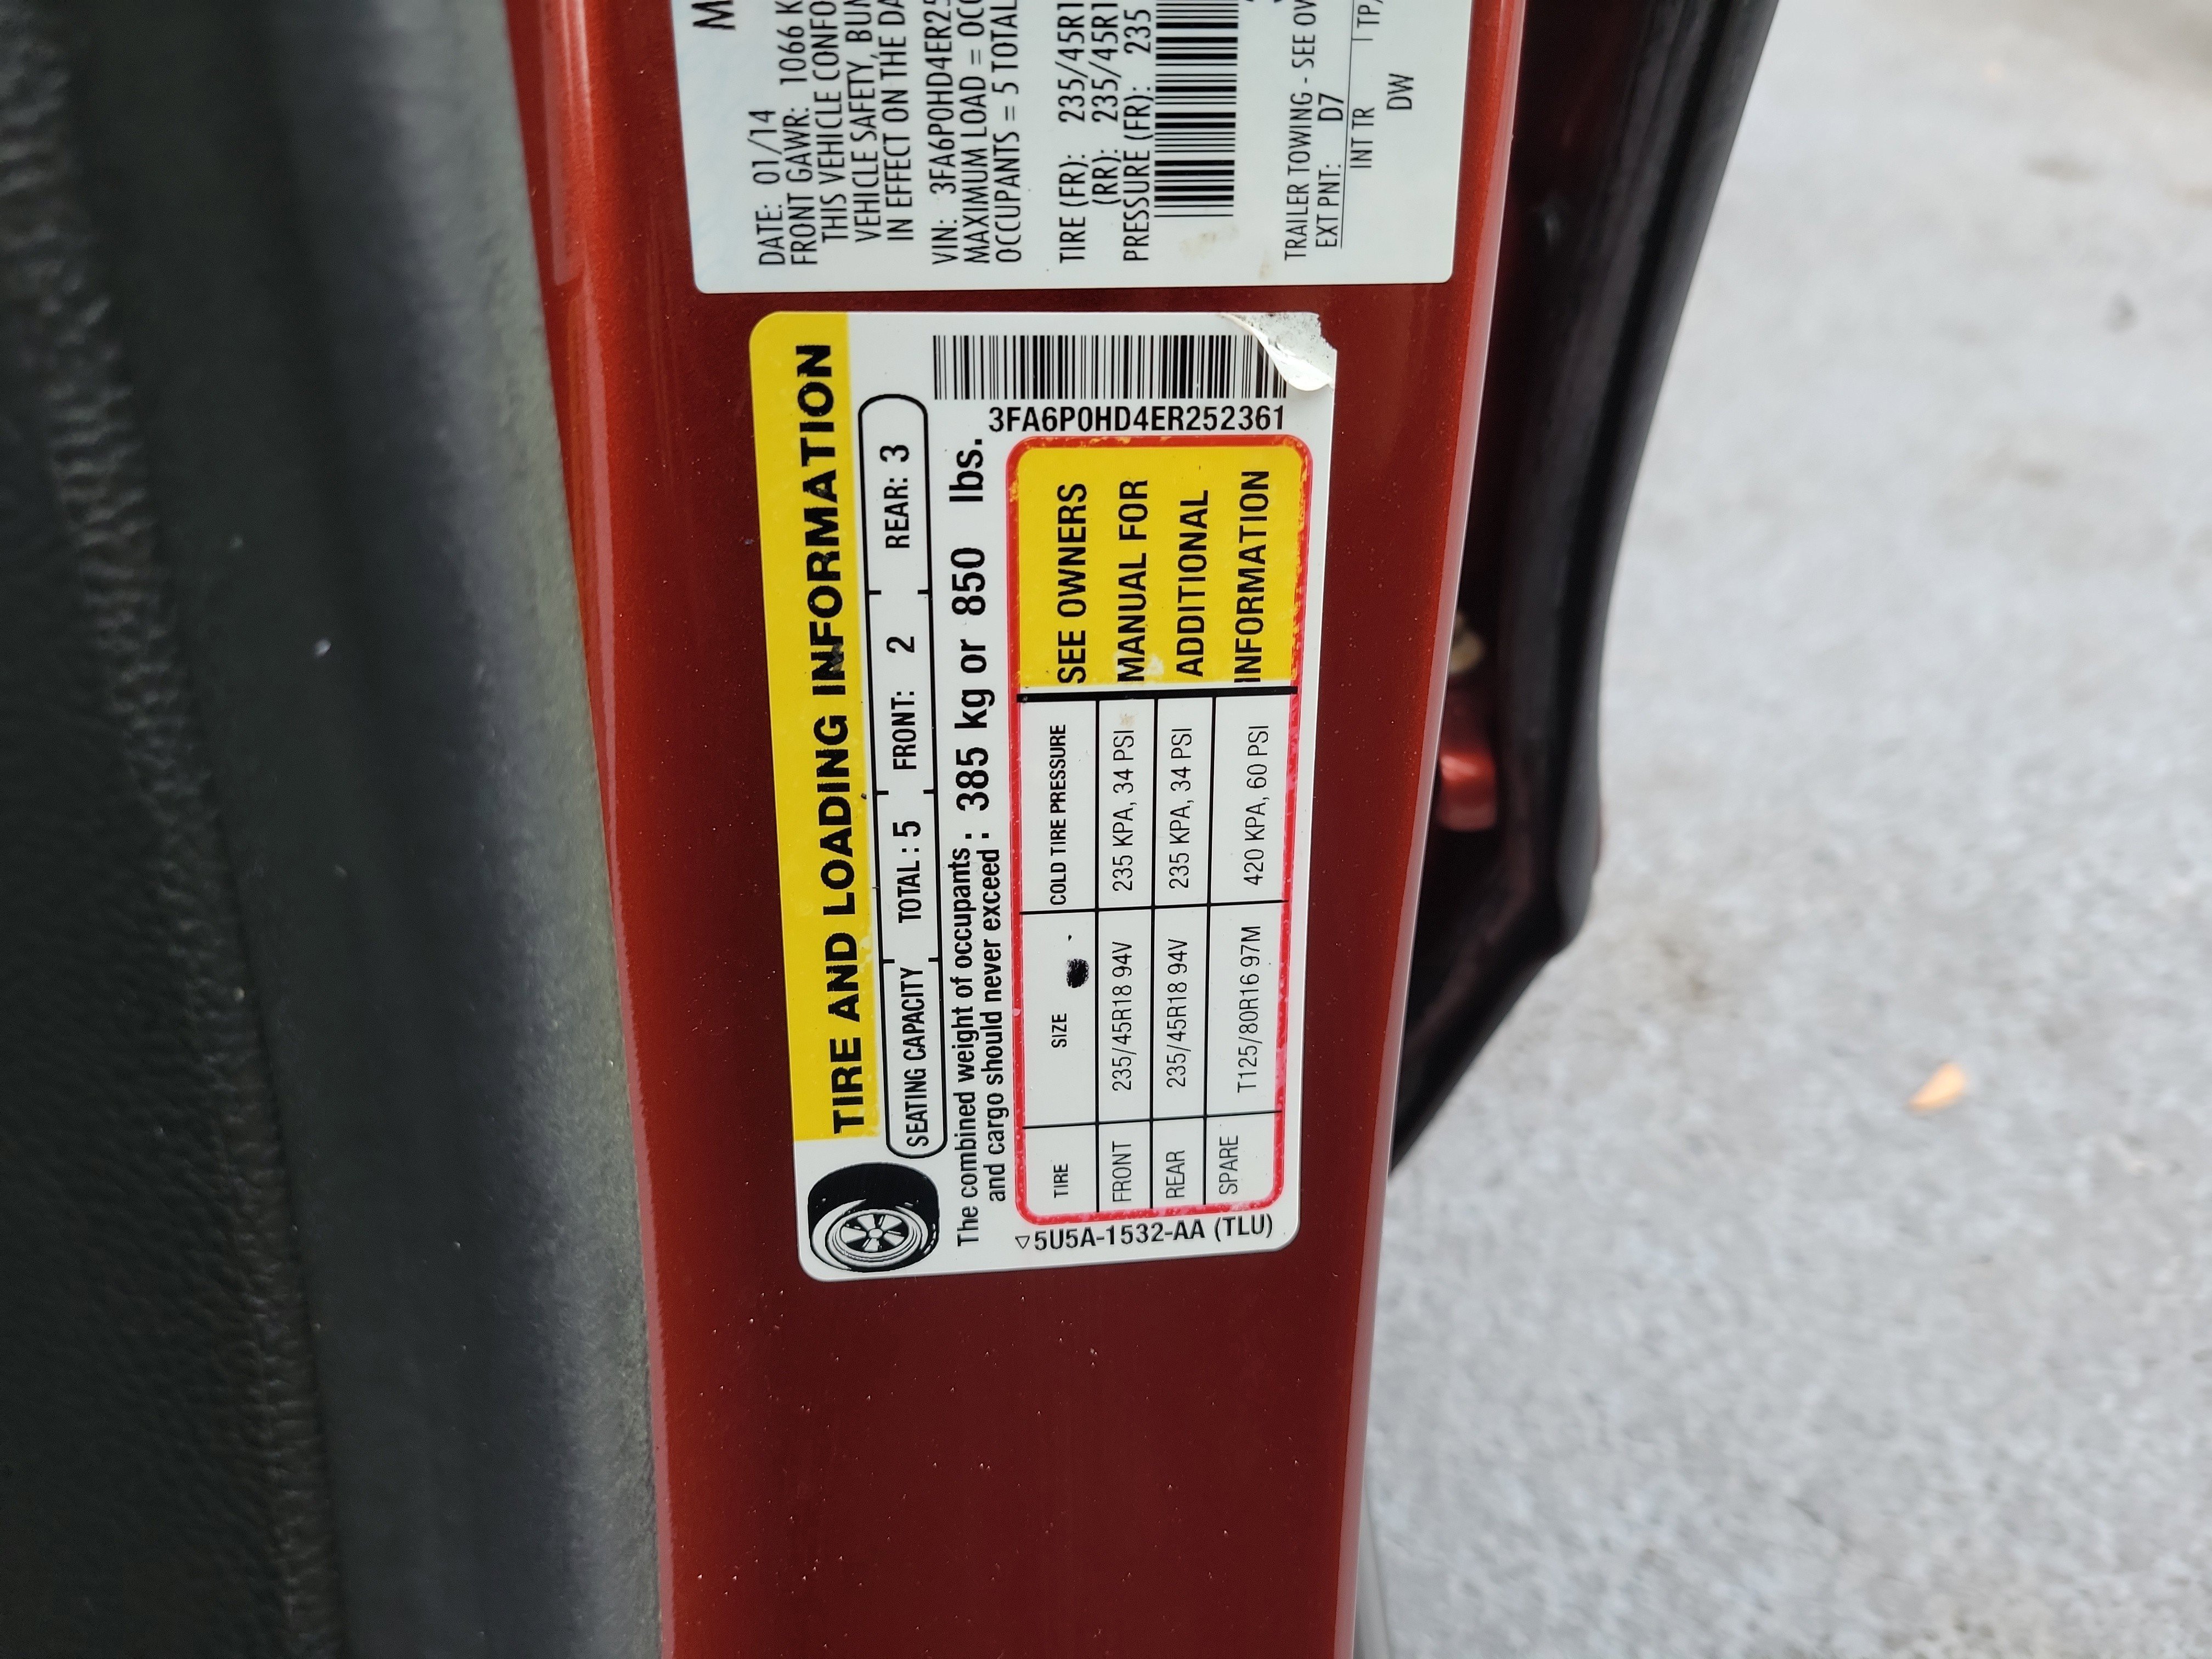 M
DATE: 01/14
FRONT GAWR: 1066 K
THIS VEHICLE CONFO
VEHICLE SAFETY, BUM
IN EFFECT ON THE DA
VIN: 3FA6P0HD4ER25
MAXIMUM LOAD = OCC
OCCUPANTS = 5 TOTAL
TIRE (FR): 235/45R1
(RR): 235/45R1
PRESSURE (FR): 235
TRAILER TOWING - SEE OW
EXT PNT: D7
INT TR TP/
DW
TIRE AND LOADING INFORMATION
SEATING CAPACITY TOTAL : 5 FRONT: 2 REAR: 3
The combined weight of occupants : 385 kg or 850 lbs.
and cargo should never exceed :
3FA6P0HD4ER252361
TIRE SIZE COLD TIRE PRESSURE
FRONT 235/45R18 94V 235 KPA, 34 PSI
REAR 235/45R18 94V 235 KPA, 34 PSI
SPARE T125/80R16 97M 420 KPA, 60 PSI
SEE OWNERS
MANUAL FOR
ADDITIONAL
INFORMATION
▽5U5A-1532-AA (TLU)